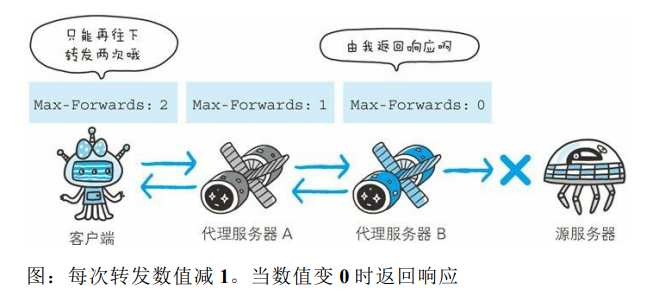 只能再往下
转发两次哦
由我返回响应啊
Max-Forwards: 2
Max-Forwards: 1
Max-Forwards: 0
客户端
代理服务器 A
代理服务器 B
源服务器
图：每次转发数值减 1。当数值变 0 时返回响应